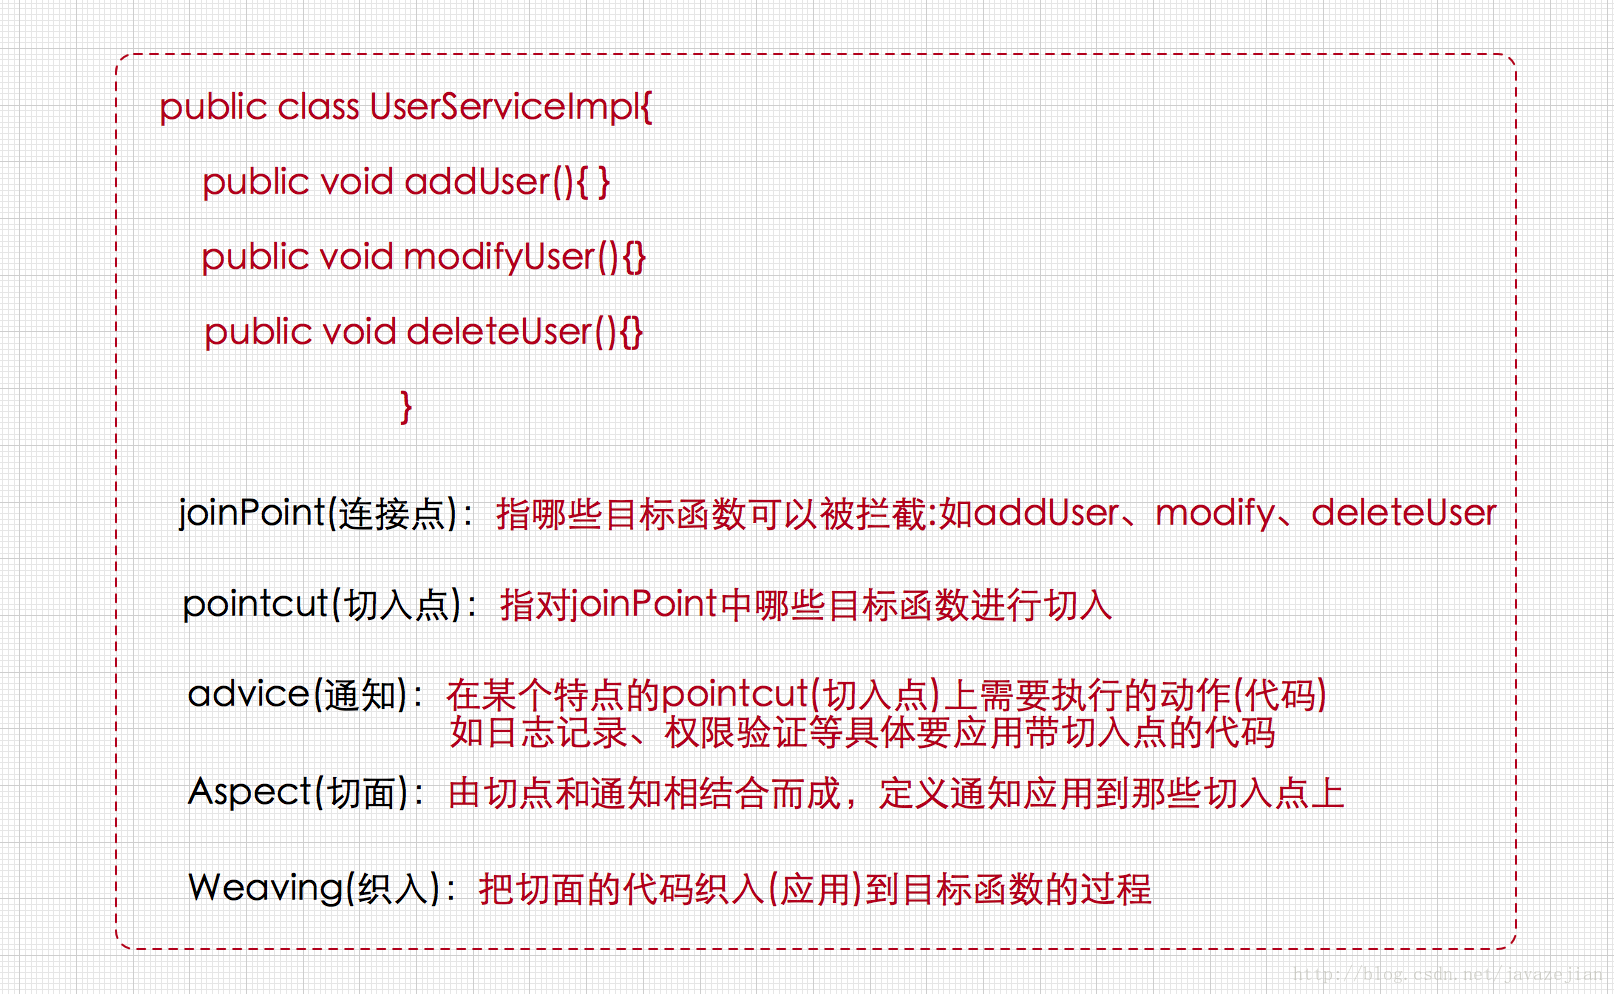 public class UserServiceImpl{
public void addUser(){ }
public void modifyUser(){}
public void deleteUser(){}
}
joinPoint(连接点)：指哪些目标函数可以被拦截:如addUser、modify、deleteUser
pointcut(切入点)：指对joinPoint中哪些目标函数进行切入
advice(通知)：在某个特点的pointcut(切入点)上需要执行的动作(代码)
如日志记录、权限验证等具体要应用带切入点的代码
Aspect(切面)：由切点和通知相结合而成，定义通知应用到那些切入点上
Weaving(织入)：把切面的代码织入(应用)到目标函数的过程
http://blog.csdn.net/javazejian